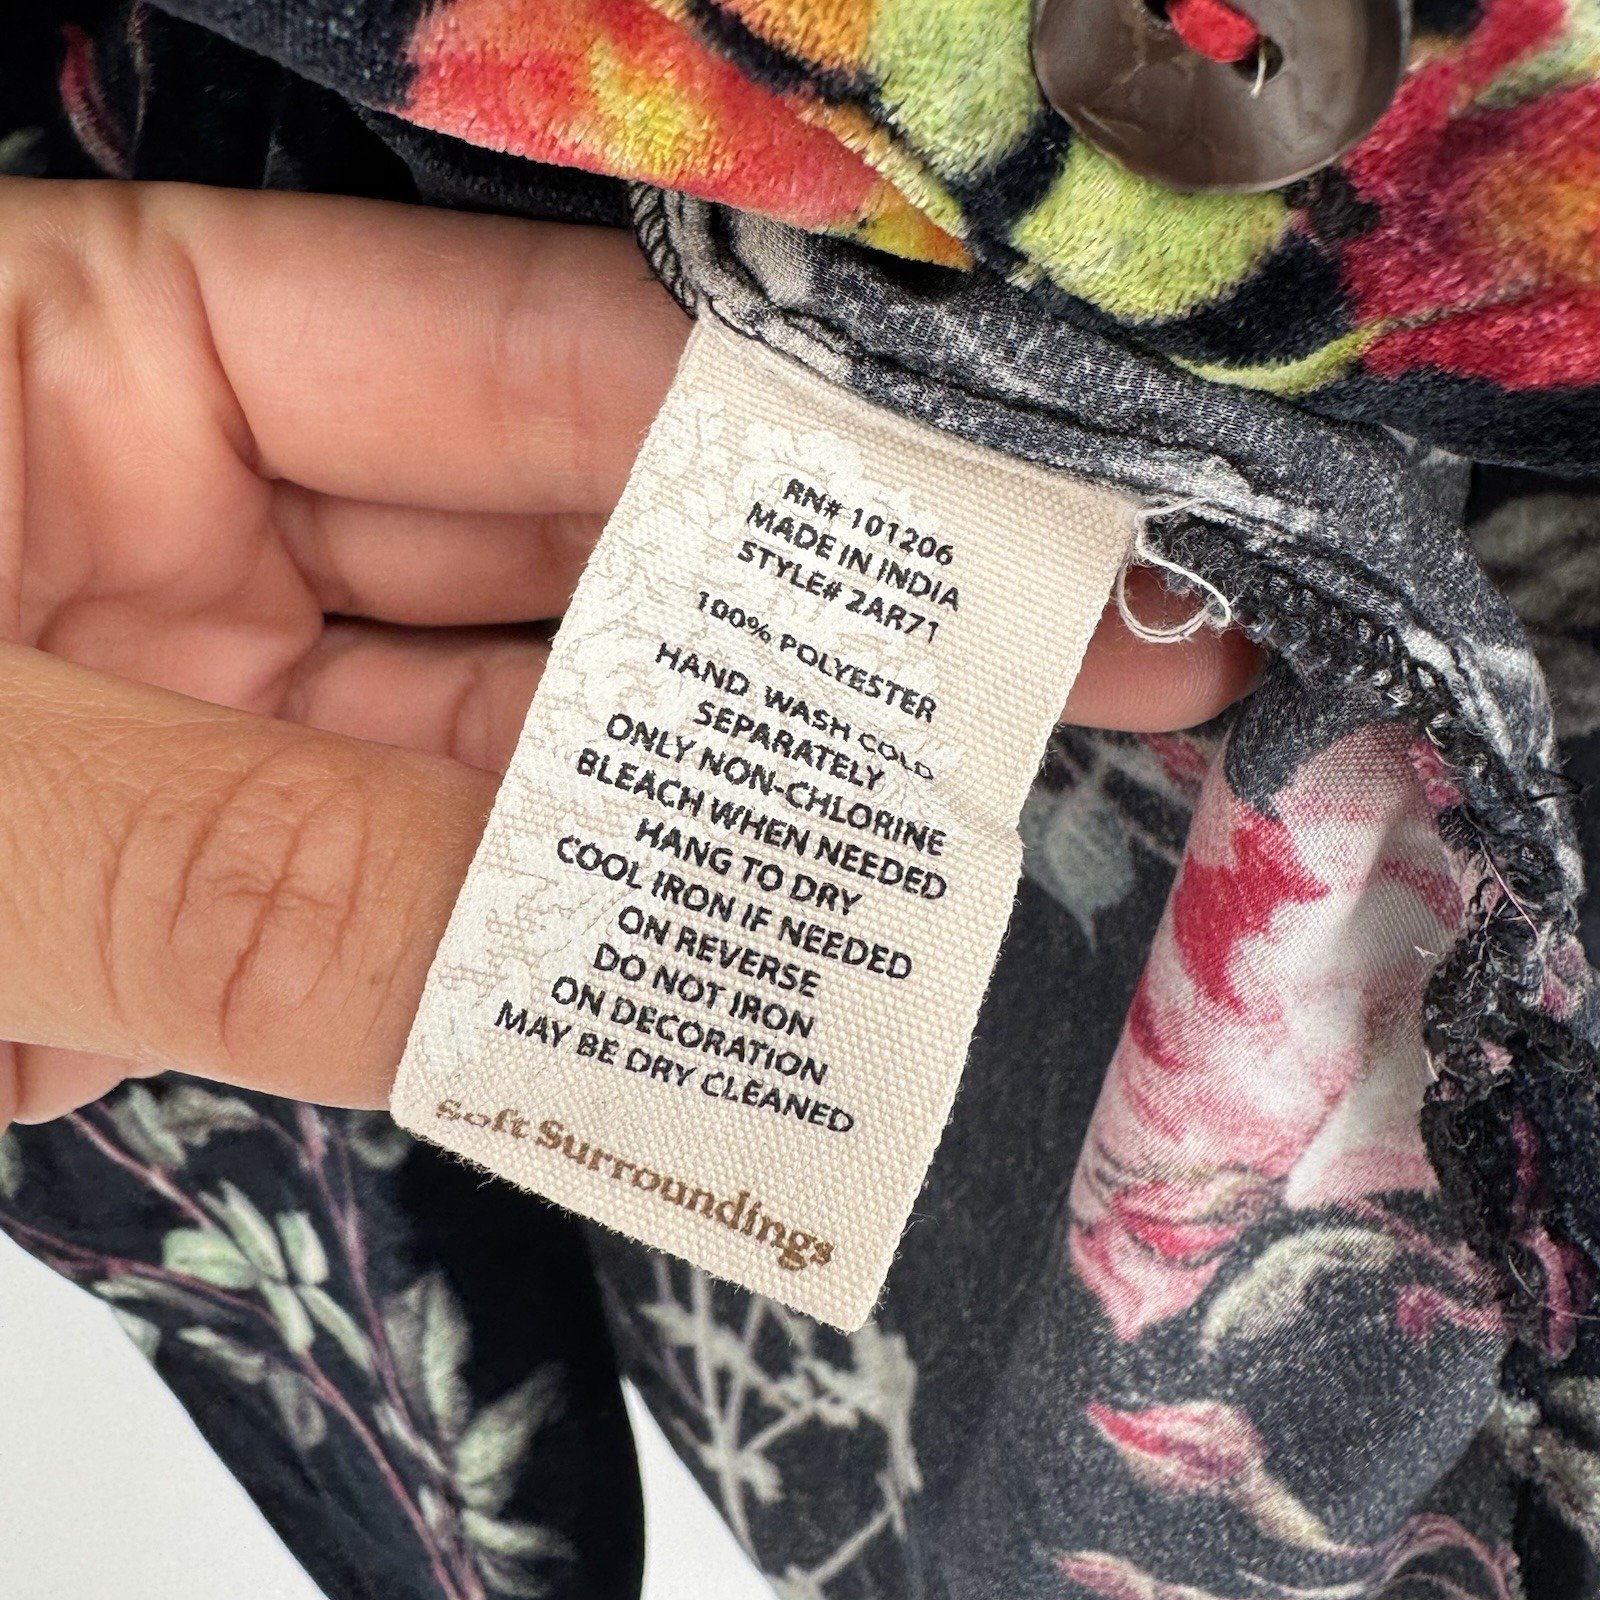 RN# 101206
MADE IN INDIA
STYLE# 2AR71
100% POLYESTER
HAND WASH COLD
SEPARATELY
ONLY NON-CHLORINE
BLEACH WHEN NEEDED
HANG TO DRY
COOL IRON IF NEEDED
ON REVERSE
DO NOT IRON
ON DECORATION
MAY BE DRY CLEANED
Soft Surroundings